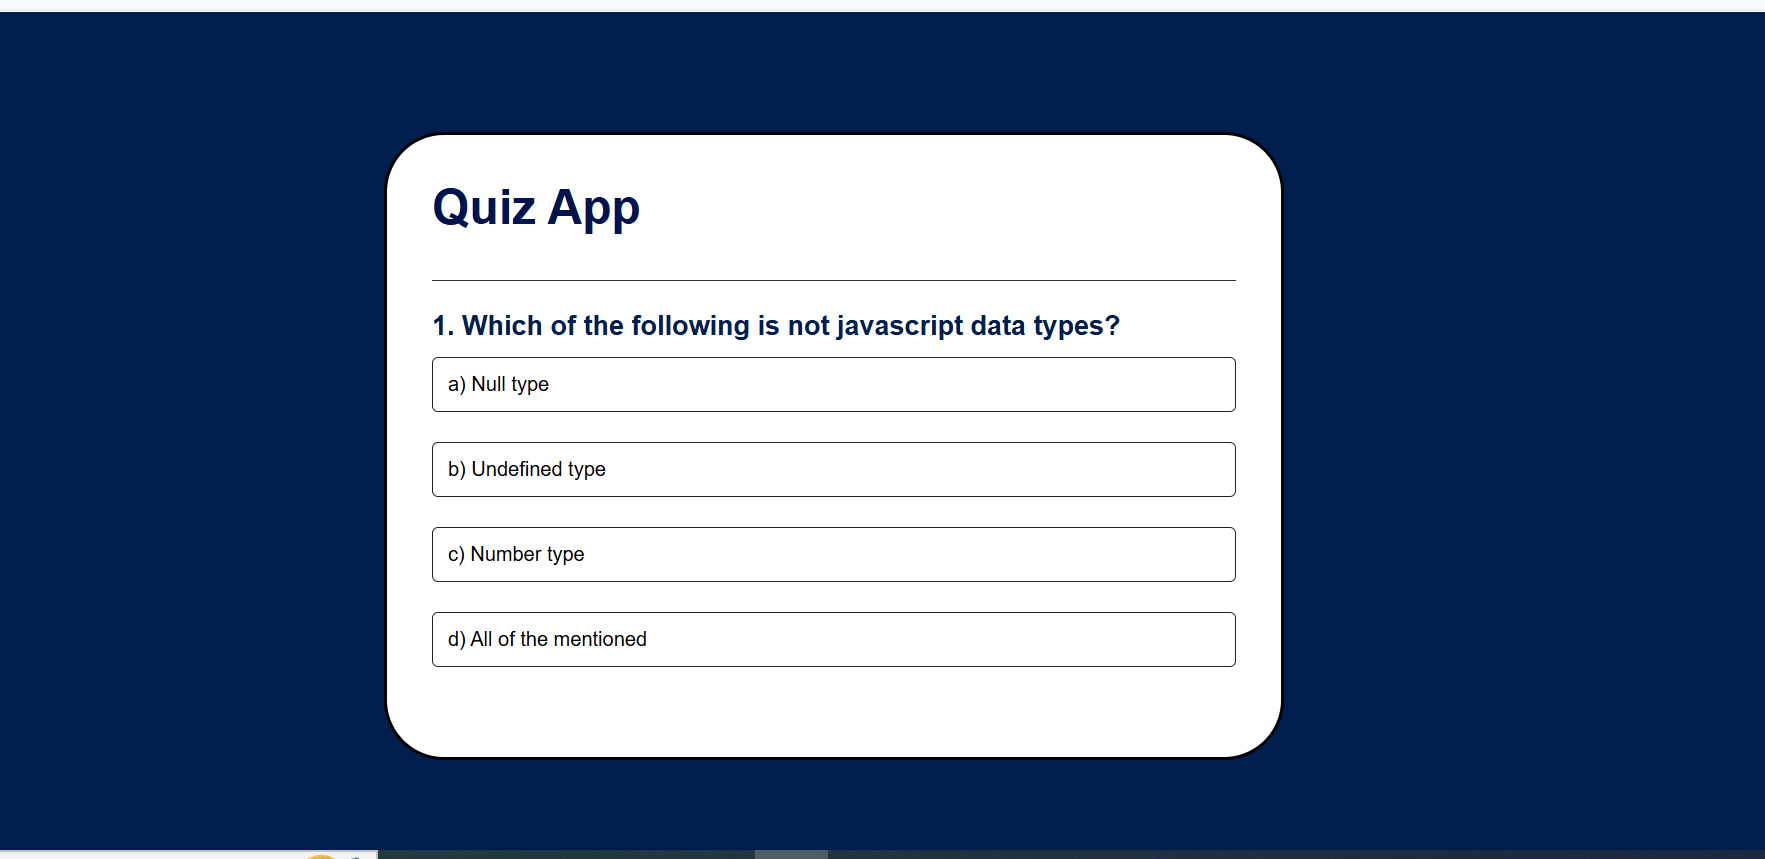 Quiz App
1. Which of the following is not javascript data types?
a) Null type
b) Undefined type
c) Number type
d) All of the mentioned